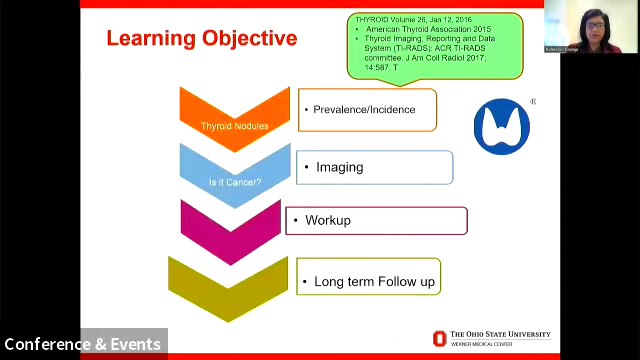 Learning Objective
THYROID Volume 26, Jan 12, 2016
• American Thyroid Association 2015
• Thyroid Imaging, Reporting and Data
System (TI-RADS): ACR TI-RADS
committee. J Am Coll Radiol 2017;
14:587. T
Thyroid Nodules
• Prevalence/Incidence
®
Is It Cancer?
• Imaging
• Workup
• Long term Follow up
Conference & Events
THE OHIO STATE UNIVERSITY
WEXNER MEDICAL CENTER